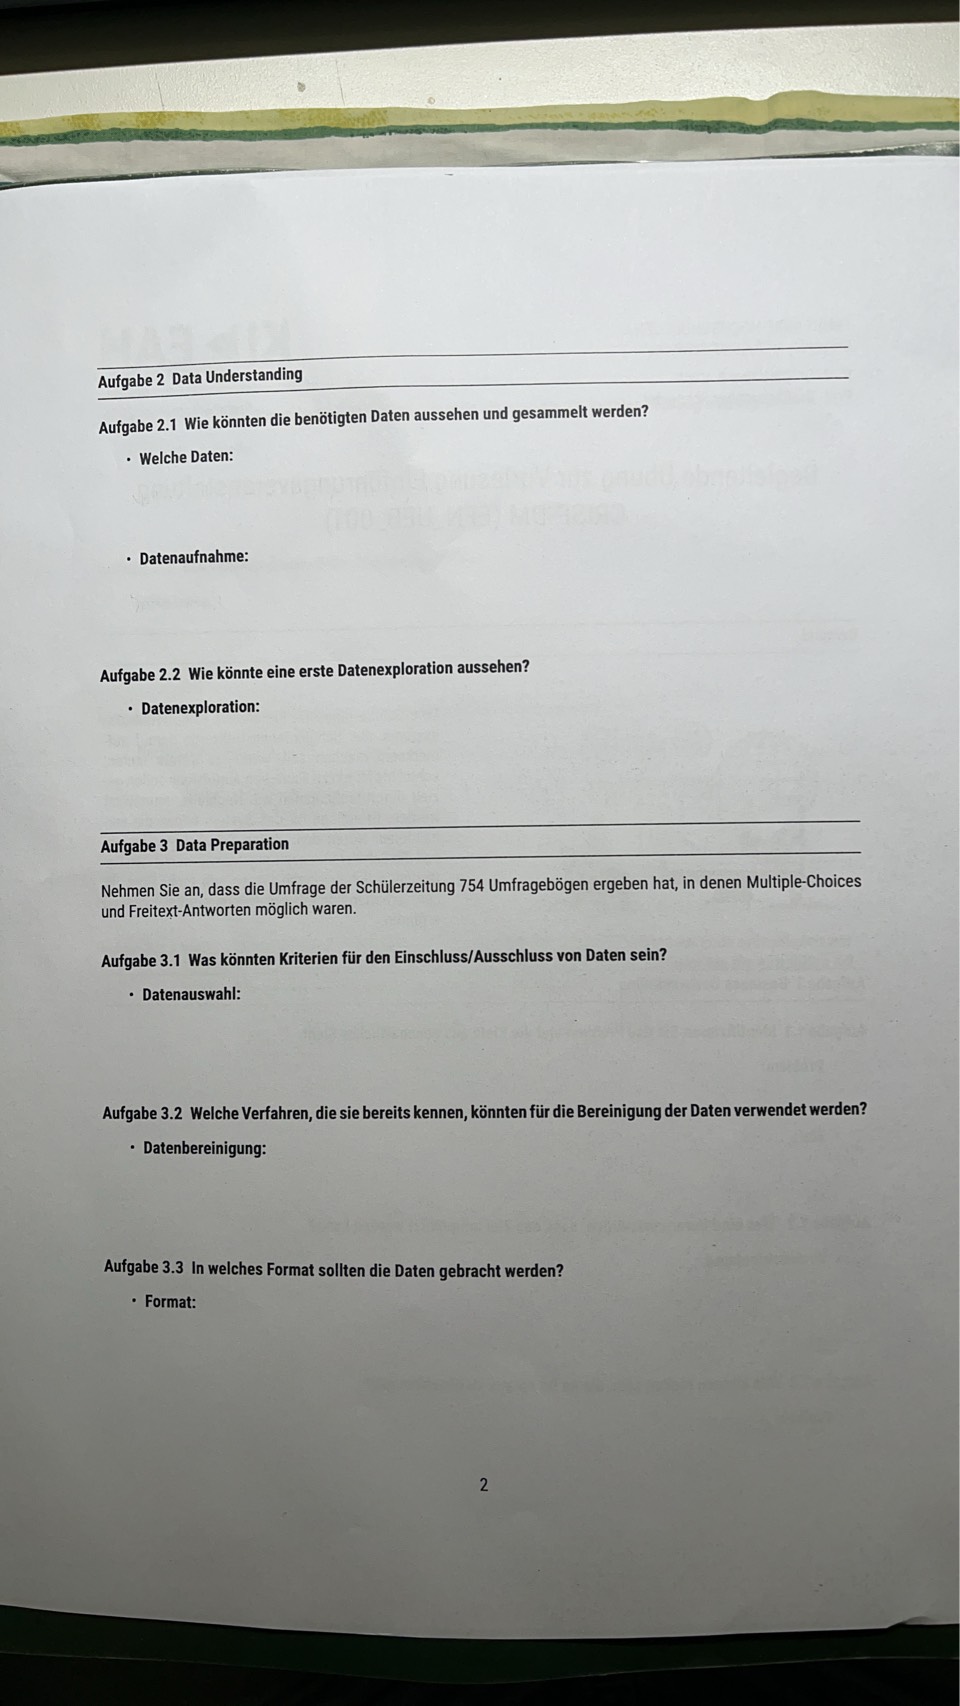 Aufgabe 2 Data Understanding
Aufgabe 2.1 Wie könnten die benötigten Daten aussehen und gesammelt werden?
• Welche Daten:
• Datenaufnahme:
Aufgabe 2.2 Wie könnte eine erste Datenexploration aussehen?
• Datenexploration:
Aufgabe 3 Data Preparation
Nehmen Sie an, dass die Umfrage der Schülerzeitung 754 Umfragebögen ergeben hat, in denen Multiple-Choices
und Freitext-Antworten möglich waren.
Aufgabe 3.1 Was könnten Kriterien für den Einschluss/Ausschluss von Daten sein?
• Datenauswahl:
Aufgabe 3.2 Welche Verfahren, die sie bereits kennen, könnten für die Bereinigung der Daten verwendet werden?
• Datenbereinigung:
Aufgabe 3.3 In welches Format sollten die Daten gebracht werden?
• Format:
2